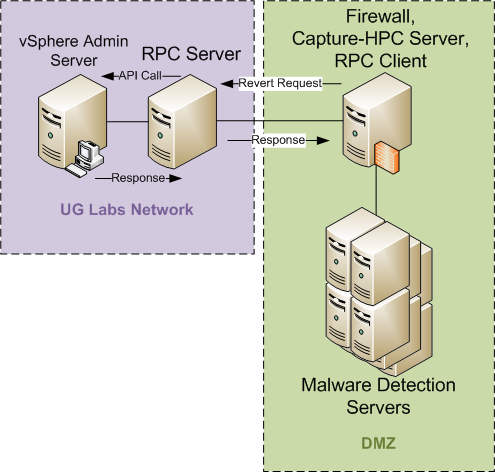 vSphere Admin
Server
RPC Server
API Call
Response
UG Labs Network
Revert Request
Response
Firewall,
Capture-HPC Server,
RPC Client
Malware Detection
Servers
DMZ